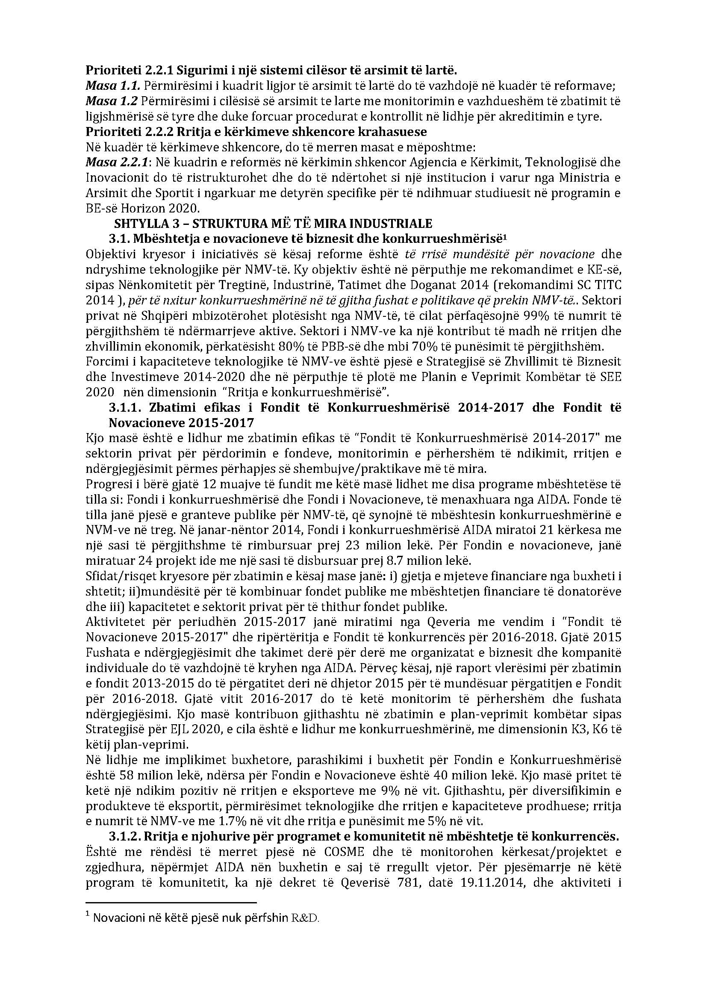 Prioriteti 2.2.1 Sigurimi i një sistemi cilësor të arsimit të lartë.
Masa 1.1. Përmirësimi i kuadrit ligjor të arsimit të lartë do të vazhdojë në kuadër të reformave;
Masa 1.2 Përmirësimi i cilësisë së arsimit te larte me monitorimin e vazhdueshëm të zbatimit të
ligjshmërisë së tyre dhe duke forcuar procedurat e kontrollit në lidhje për akreditimin e tyre.
Prioriteti 2.2.2 Rritja e kërkimeve shkencore krahasuese
Në kuadër të kërkimeve shkencore, do të merren masat e mëposhtme:
Masa 2.2.1: Në kuadrin e reformës në kërkimin shkencor Agjencia e Kërkimit, Teknologjisë dhe
Inovacionit do të ristrukturohet dhe do të ndërtohet si një institucion i varur nga Ministria e
Arsimit dhe Sportit i ngarkuar me detyrën specifike për të ndihmuar studiuesit në programin e
BE-së Horizon 2020.
SHTYLLA 3 – STRUKTURA MË TË MIRA INDUSTRIALE
3.1. Mbështetja e novacioneve të biznesit dhe konkurrueshmërisë1
Objektivi kryesor i iniciativës së kësaj reforme është të rrisë mundësitë për novacione dhe
ndryshime teknologjike për NMV-të. Ky objektiv është në përputhje me rekomandimet e KE-së,
sipas Nënkomitetit për Tregtinë, Industrinë, Tatimet dhe Doganat 2014 (rekomandimi SC TITC
2014 ), për të nxitur konkurrueshmërinë në të gjitha fushat e politikave që prekin NMV-të.. Sektori
privat në Shqipëri mbizotërohet plotësisht nga NMV-të, të cilat përfaqësojnë 99% të numrit të
përgjithshëm të ndërmarrjeve aktive. Sektori i NMV-ve ka një kontribut të madh në rritjen dhe
zhvillimin ekonomik, përkatësisht 80% të PBB-së dhe mbi 70% të punësimit të përgjithshëm.
Forcimi i kapaciteteve teknologjike të NMV-ve është pjesë e Strategjisë së Zhvillimit të Biznesit
dhe Investimeve 2014-2020 dhe në përputhje të plotë me Planin e Veprimit Kombëtar të SEE
2020 nën dimensionin “Rritja e konkurrueshmërisë”.
3.1.1. Zbatimi efikas i Fondit të Konkurrueshmërisë 2014-2017 dhe Fondit të
Novacioneve 2015-2017
Kjo masë është e lidhur me zbatimin efikas të “Fondit të Konkurrueshmërisë 2014-2017" me
sektorin privat për përdorimin e fondeve, monitorimin e përhershëm të ndikimit, rritjen e
ndërgjegjësimit përmes përhapjes së shembujve/praktikave më të mira.
Progresi i bërë gjatë 12 muajve të fundit me këtë masë lidhet me disa programe mbështetëse të
tilla si: Fondi i konkurrueshmërisë dhe Fondi i Novacioneve, të menaxhuara nga AIDA. Fonde të
tilla janë pjesë e granteve publike për NMV-të, që synojnë të mbështesin konkurrueshmërinë e
NVM-ve në treg. Në janar-nëntor 2014, Fondi i konkurrueshmërisë AIDA miratoi 21 kërkesa me
një sasi të përgjithshme të rimbursuar prej 23 milion lekë. Për Fondin e novacioneve, janë
miratuar 24 projekt ide me një sasi të disbursuar prej 8.7 milion lekë.
Sfidat/risqet kryesore për zbatimin e kësaj mase janë: i) gjetja e mjeteve financiare nga buxheti i
shtetit; ii)mundësitë për të kombinuar fondet publike me mbështetjen financiare të donatorëve
dhe iii) kapacitetet e sektorit privat për të thithur fondet publike.
Aktivitetet për periudhën 2015-2017 janë miratimi nga Qeveria me vendim i “Fondit të
Novacioneve 2015-2017" dhe ripërtëritja e Fondit të konkurrencës për 2016-2018. Gjatë 2015
Fushata e ndërgjegjësimit dhe takimet derë për derë me organizatat e biznesit dhe kompanitë
individuale do të vazhdojnë të kryhen nga AIDA. Përveç kësaj, një raport vlerësimi për zbatimin
e fondit 2013-2015 do të përgatitet deri në dhjetor 2015 për të mundësuar përgatitjen e Fondit
për 2016-2018. Gjatë vitit 2016-2017 do të ketë monitorim të përhershëm dhe fushata
ndërgjegjësimi. Kjo masë kontribuon gjithashtu në zbatimin e plan-veprimit kombëtar sipas
Strategjisë për EJL 2020, e cila është e lidhur me konkurrueshmërinë, me dimensionin K3, K6 të
këtij plan-veprimi.
Në lidhje me implikimet buxhetore, parashikimi i buxhetit për Fondin e Konkurrueshmërisë
është 58 milion lekë, ndërsa për Fondin e Novacioneve është 40 milion lekë. Kjo masë pritet të
ketë një ndikim pozitiv në rritjen e eksporteve me 9% në vit. Gjithashtu, për diversifikimin e
produkteve të eksportit, përmirësimet teknologjike dhe rritjen e kapaciteteve prodhuese; rritja
e numrit të NMV-ve me 1.7% në vit dhe rritja e punësimit me 5% në vit.
3.1.2. Rritja e njohurive për programet e komunitetit në mbështetje të konkurrencës.
Është me rëndësi të merret pjesë në COSME dhe të monitorohen kërkesat/projektet e
zgjedhura, nëpërmjet AIDA nën buxhetin e saj të rregullt vjetor. Për pjesëmarrje në këtë
program të komunitetit, ka një dekret të Qeverisë 781, datë 19.11.2014, dhe aktiviteti i
1 Novacioni në këtë pjesë nuk përfshin R&D.